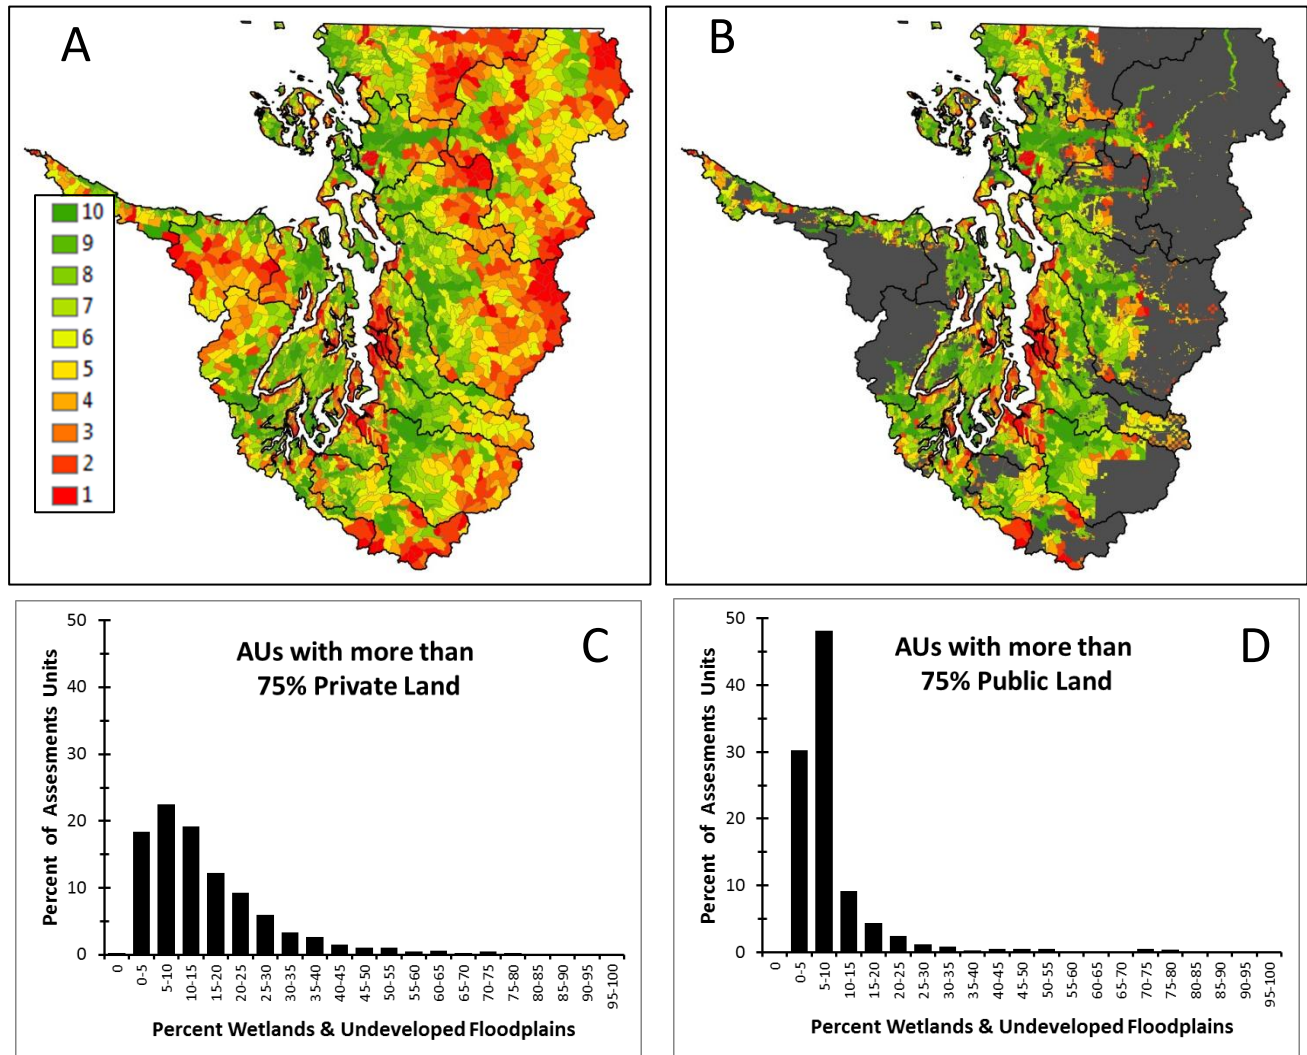 A
10
9
8
7
6
5
4
3
2
1
B
C
AUs with more than
75% Private Land
Percent of Assesments Units
50
40
30
20
10
0
0 0-5 5-10 10-15 15-20 20-25 25-30 30-35 35-40 40-45 45-50 50-55 55-60 60-65 65-70 70-75 75-80 80-85 85-90 90-95 95-100
Percent Wetlands & Undeveloped Floodplains
D
AUs with more than
75% Public Land
Percent of Assesments Units
50
40
30
20
10
0
0 0-5 5-10 10-15 15-20 20-25 25-30 30-35 35-40 40-45 45-50 50-55 55-60 60-65 65-70 70-75 75-80 80-85 85-90 90-95 95-100
Percent Wetlands & Undeveloped Floodplains